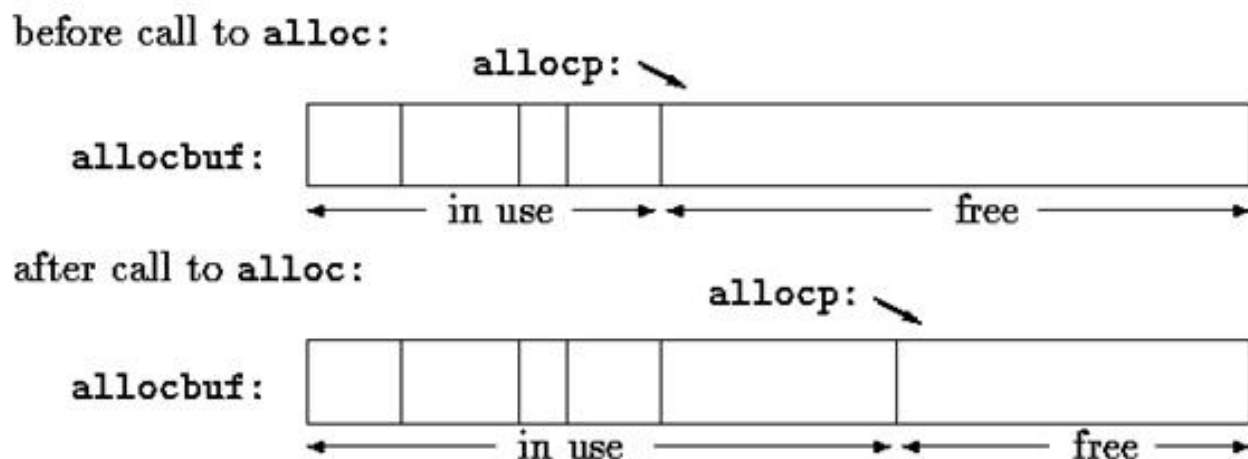 before call to alloc:
allocp:
allocbuf:
in use
free
after call to alloc:
allocp:
allocbuf:
in use
free